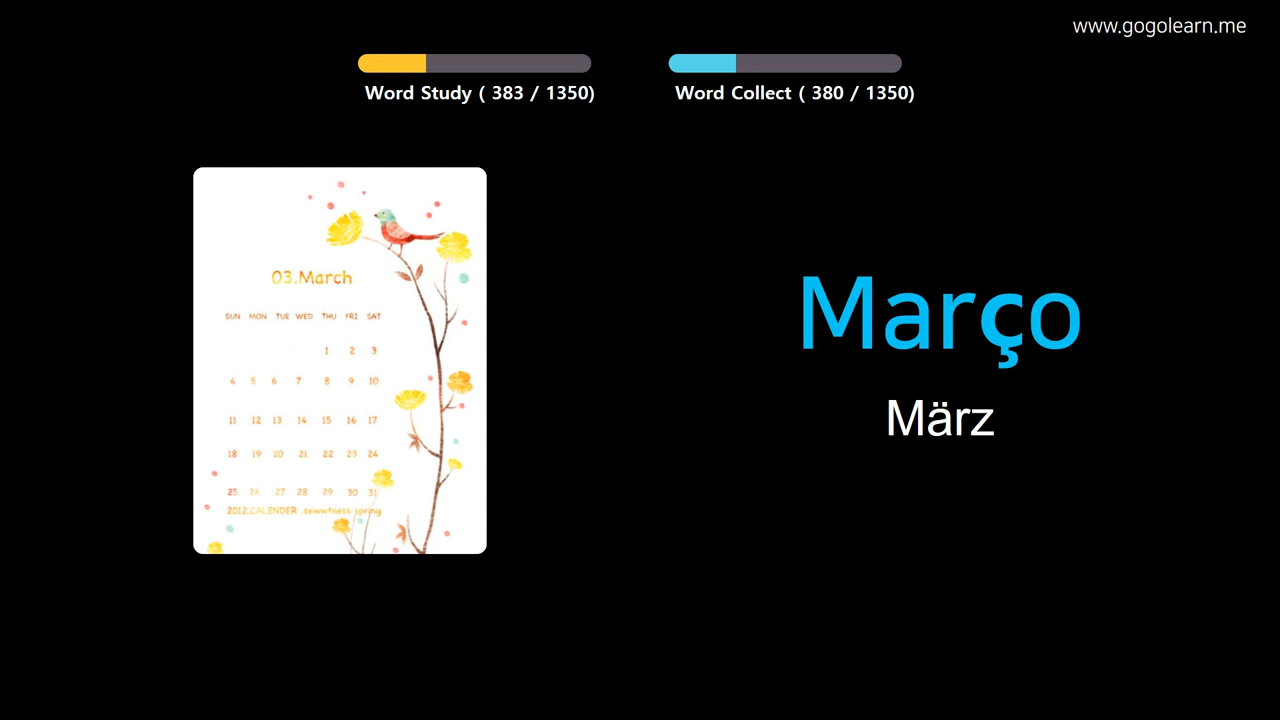 www.gogolearn.me
Word Study ( 383 / 1350)
Word Collect ( 380 / 1350)
03.March
SUN MON TUE WED THU FRI SAT
1 2 3
4 5 6 7 8 9 10
11 12 13 14 15 16 17
18 19 20 21 22 23 24
25 26 27 28 29 30 31
2012.CALENDER .sewwtness spring
Março
März